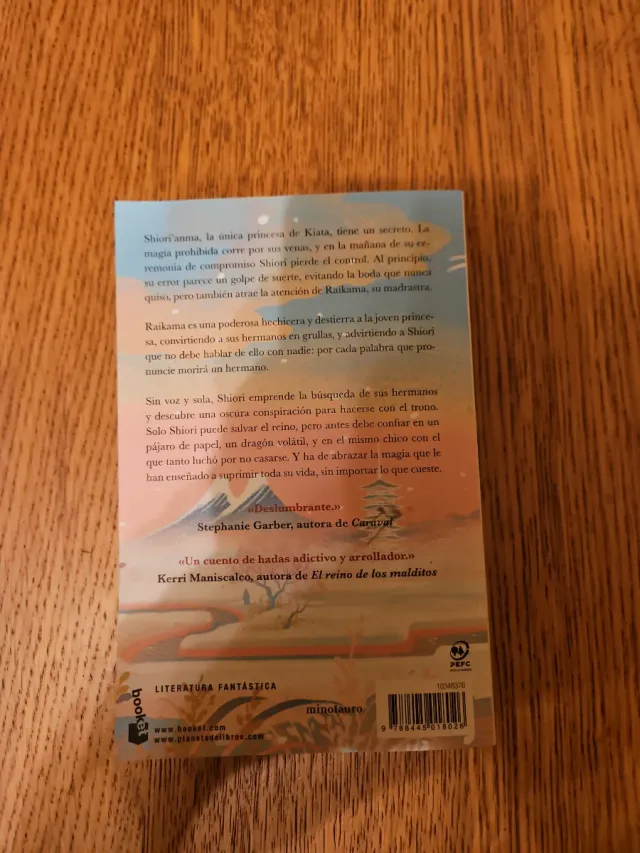 Shiori'anma, la única princesa de Kiata, tiene un secreto. La
magia prohibida corre por sus venas, y en la mañana de su ce-
remonia de compromiso Shiori pierde el control. Al principio,
su error parece un golpe de suerte, evitando la boda que nunca
quiso, pero también atrae la atención de Raikama, su madrastra.
Raikama es una poderosa hechicera y destierra a la joven prince-
sa, convirtiendo a sus hermanos en grullas, y advirtiendo a Shiori
que no debe hablar de ello con nadie: por cada palabra que pro-
nuncie morirá un hermano.
Sin voz y sola, Shiori emprende la búsqueda de sus hermanos
y descubre una oscura conspiración para hacerse con el trono.
Solo Shiori puede salvar el reino, pero antes debe confiar en un
pájaro de papel, un dragón volátil, y en el mismo chico con el
que tanto luchó por no casarse. Y ha de abrazar la magia que le
han enseñado a suprimir toda su vida, sin importar lo que cueste.
«Deslumbrante.»
Stephanie Garber, autora de Caraval
«Un cuento de hadas adictivo y arrollador.»
Kerri Maniscalco, autora de El reino de los malditos
PEFC
LITERATURA FANTÁSTICA
booket
www.booket.com
www.planetadelibros.com
minotauro
10346378
9 788445 018026